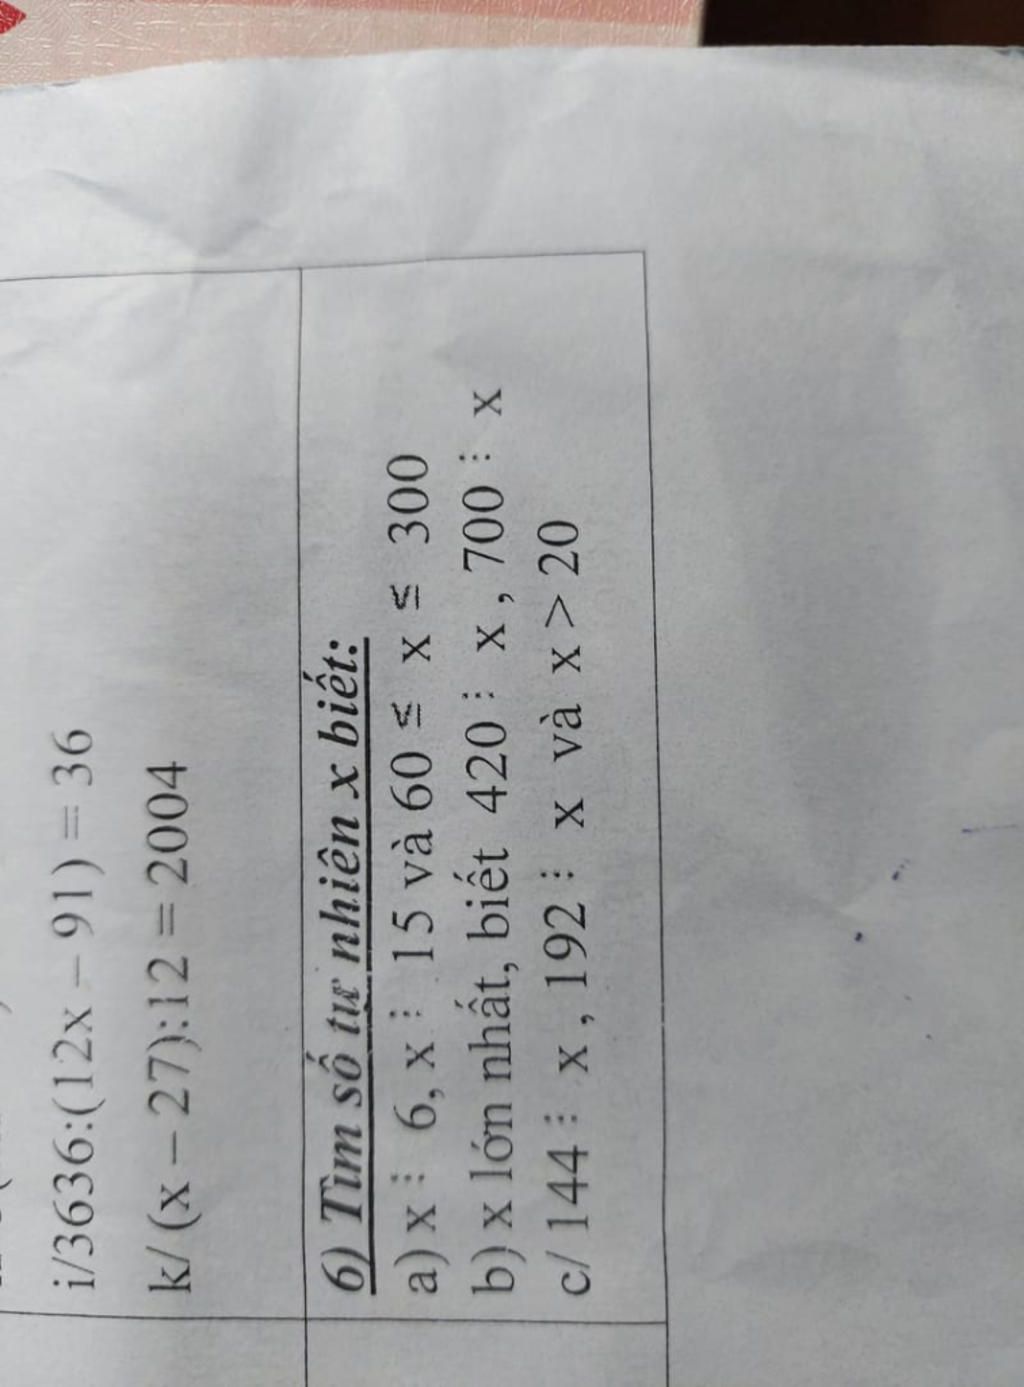 i/3636:(12x – 91) = 36
k/ (x – 27):12 = 2004
6) Tìm số tự nhiên x biết:
a) x ⋮ 6, x ⋮ 15 và 60 ≤ x ≤ 300
b) x lớn nhất, biết 420 ⋮ x , 700 ⋮ x
c/ 144 ⋮ x , 192 ⋮ x và x > 20